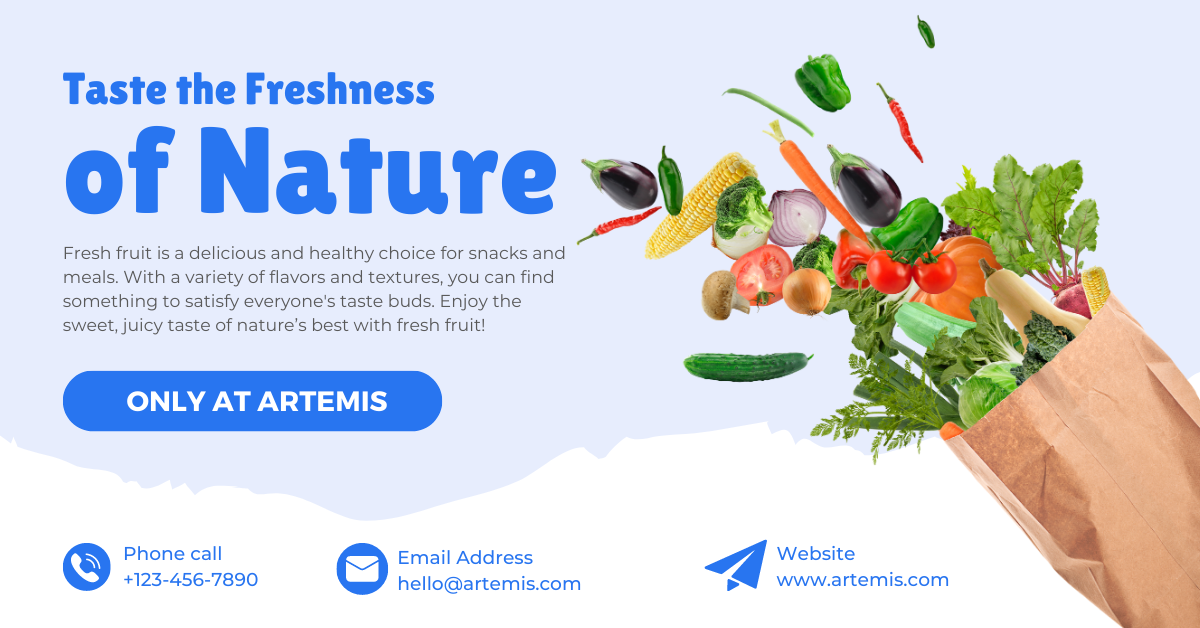 Taste the Freshness
of Nature
Fresh fruit is a delicious and healthy choice for snacks and
meals. With a variety of flavors and textures, you can find
something to satisfy everyone's taste buds. Enjoy the
sweet, juicy taste of nature’s best with fresh fruit!
ONLY AT ARTEMIS
Phone call
+123-456-7890
Email Address
hello@artemis.com
Website
www.artemis.com